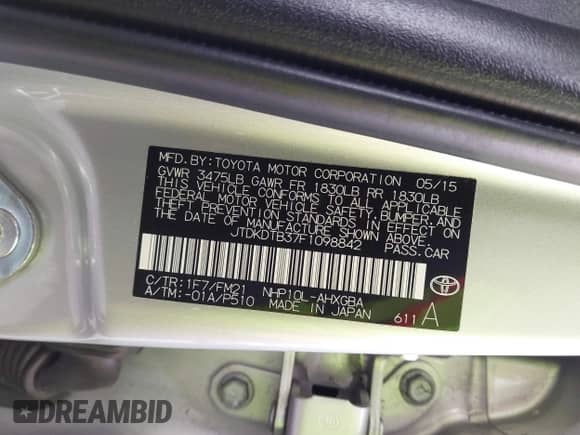 MFD. BY: TOYOTA MOTOR CORPORATION 05/15
GVWR 3475LB GAWR FR 1830LB RR 1830LB
THIS VEHICLE CONFORMS TO ALL APPLICABLE
FEDERAL MOTOR VEHICLE SAFETY, BUMPER, AND
THEFT PREVENTION STANDARDS IN EFFECT ON
THE DATE OF MANUFACTURE SHOWN ABOVE.
JTDKDTB37F1098842 PASS.CAR
C/TR:1F7/FM21 NHP10L-AHXGBA
A/TM:-01A/P510 MADE IN JAPAN
611 A
DREAMBID